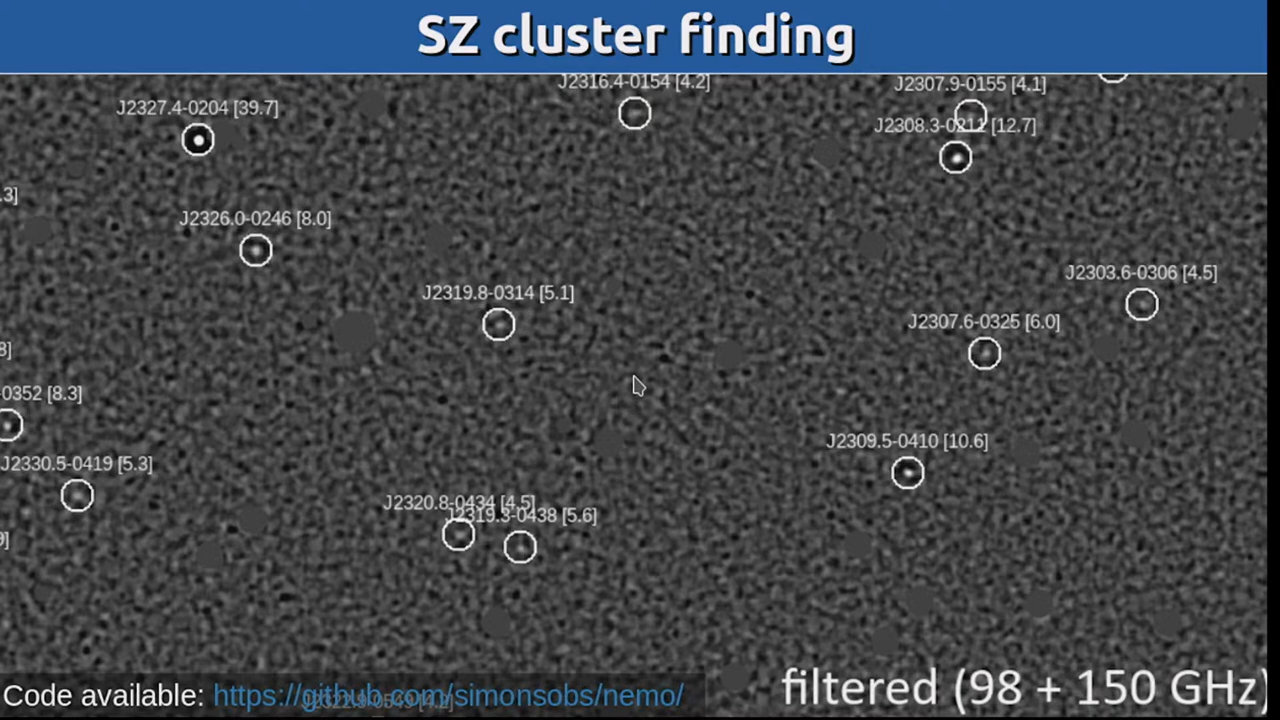 SZ cluster finding
J2316.4-0154 [4.2]
J2307.9-0155 [4.1]
J2327.4-0204 [39.7]
J2308.3-0211 [12.7]
.3]
J2326.0-0246 [8.0]
J2303.6-0306 [4.5]
J2319.8-0314 [5.1]
J2307.6-0325 [6.0]
8]
-0352 [8.3]
J2309.5-0410 [10.6]
J2330.5-0419 [5.3]
J2320.8-0434 [4.5]
J2319.3-0438 [5.6]
9]
Code available: https://github.com/simonsobs/nemo/
filtered (98 + 150 GHz)